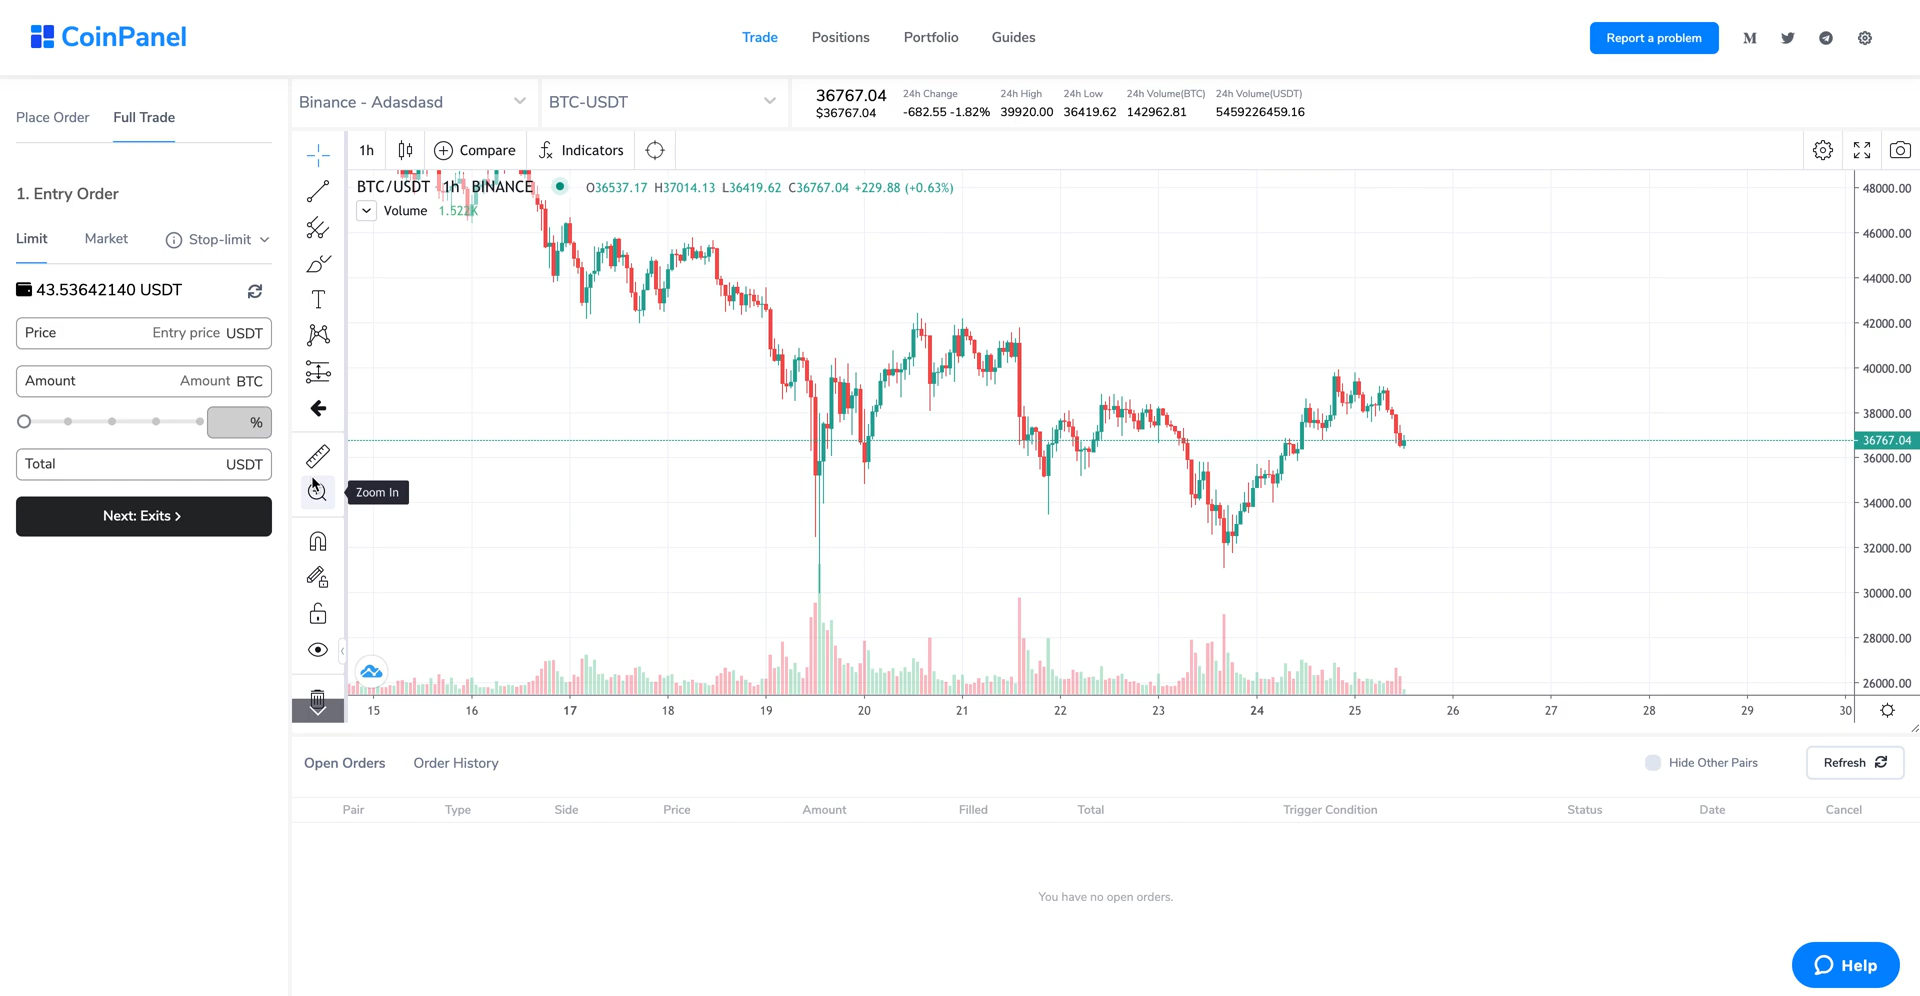 CoinPanel
Trade Positions Portfolio Guides
Report a problem
Place Order Full Trade
Binance - Adasdasd
BTC-USDT
36767.04
$36767.04
24h Change
-682.55 -1.82%
24h High
39920.00
24h Low
36419.62
24h Volume(BTC)
142962.81
24h Volume(USDT)
5459226459.16
1h Compare Indicators
BTC/USDT · 1h · BINANCE O36537.17 H37014.13 L36419.62 C36767.04 +229.88 (+0.63%)
Volume 1.522K
1. Entry Order
Limit Market Stop-limit
43.53642140 USDT
Price Entry price USDT
Amount Amount BTC
%
Total USDT
Next: Exits
Zoom In
48000.00
46000.00
44000.00
42000.00
40000.00
38000.00
36767.04
36000.00
34000.00
32000.00
30000.00
28000.00
26000.00
15 16 17 18 19 20 21 22 23 24 25 26 27 28 29 30
Open Orders Order History
Hide Other Pairs
Refresh
Pair Type Side Price Amount Filled Total Trigger Condition Status Date Cancel
You have no open orders.
Help